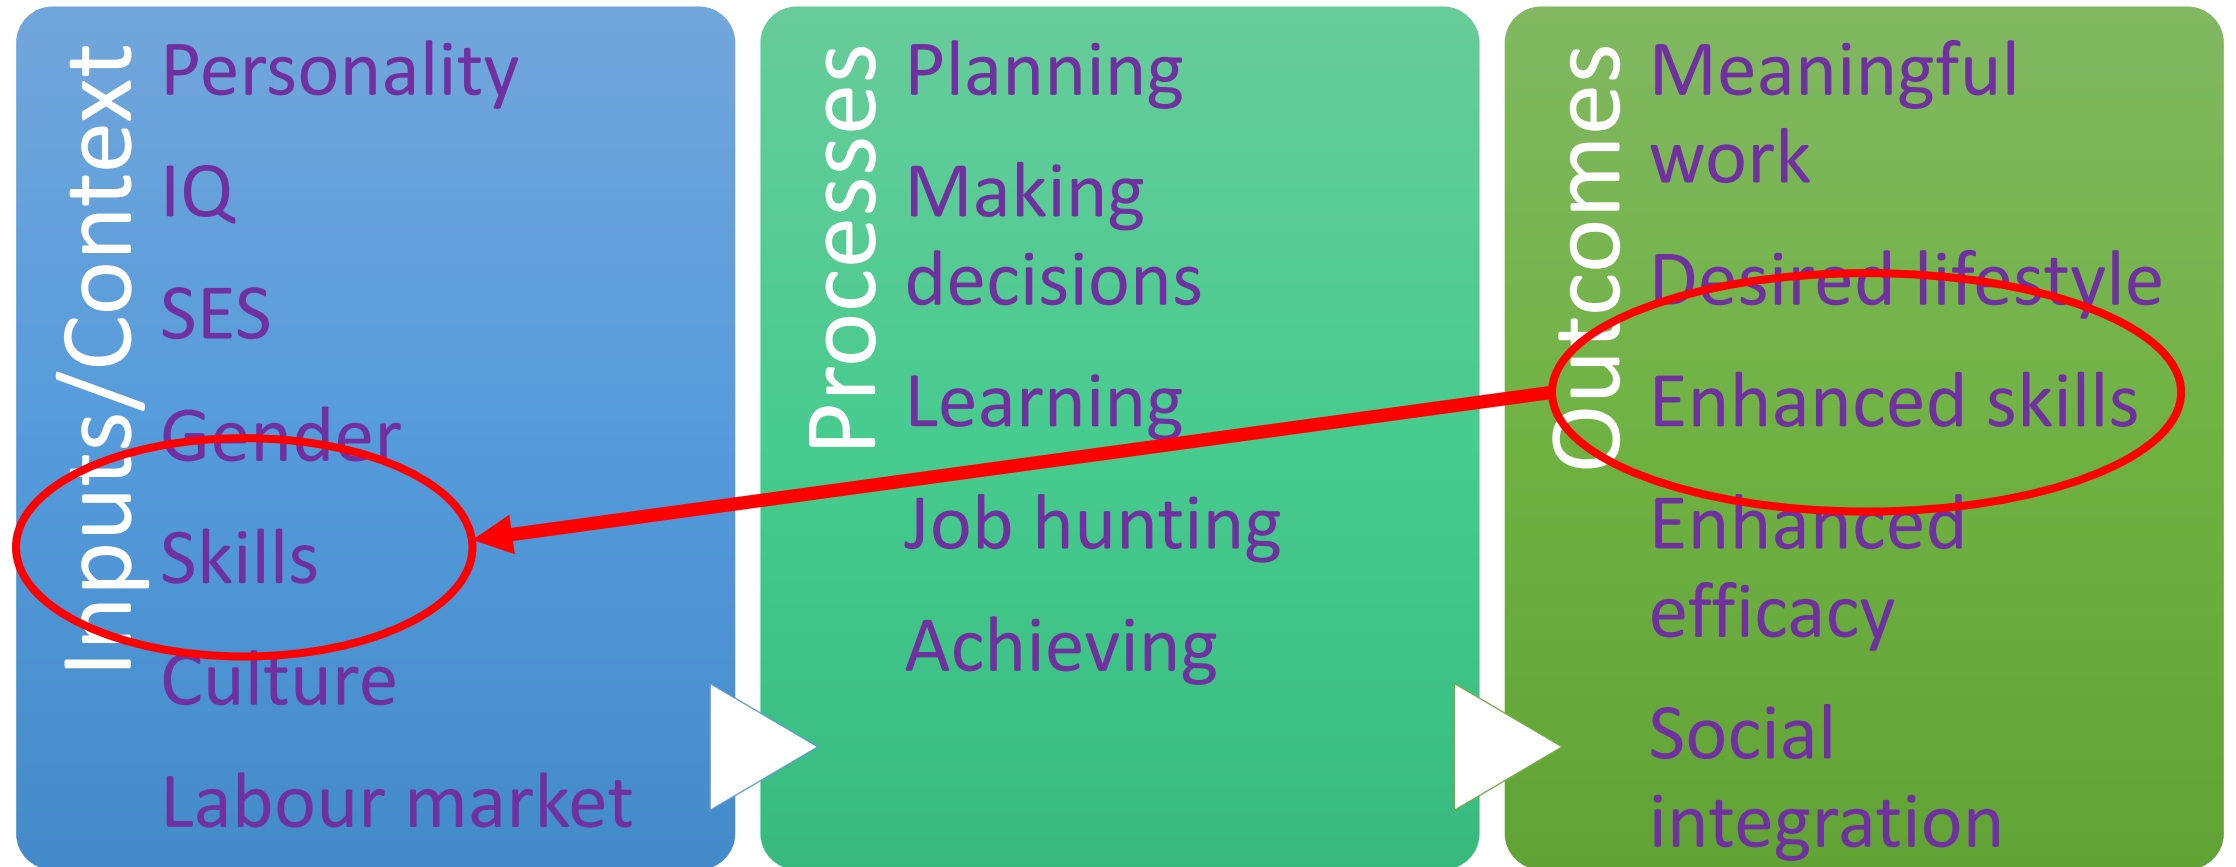 Inputs/Context
Personality
IQ
SES
Gender
Skills
Culture
Labour market
Processes
Planning
Making
decisions
Learning
Job hunting
Achieving
Outcomes
Meaningful
work
Desired lifestyle
Enhanced skills
Enhanced
efficacy
Social
integration